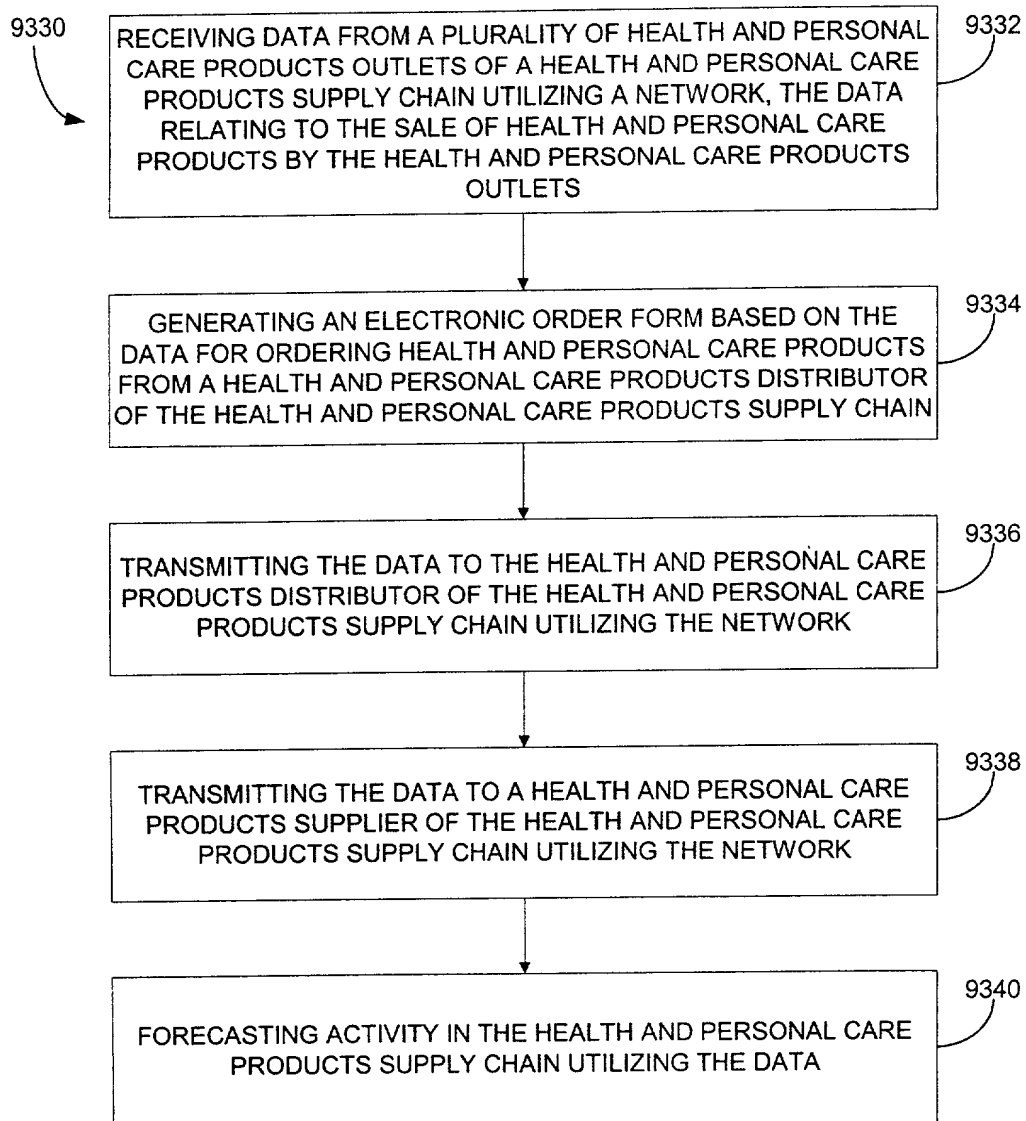 9330
9332
RECEIVING DATA FROM A PLURALITY OF HEALTH AND PERSONAL
CARE PRODUCTS OUTLETS OF A HEALTH AND PERSONAL CARE
PRODUCTS SUPPLY CHAIN UTILIZING A NETWORK, THE DATA
RELATING TO THE SALE OF HEALTH AND PERSONAL CARE
PRODUCTS BY THE HEALTH AND PERSONAL CARE PRODUCTS
OUTLETS
9334
GENERATING AN ELECTRONIC ORDER FORM BASED ON THE
DATA FOR ORDERING HEALTH AND PERSONAL CARE PRODUCTS
FROM A HEALTH AND PERSONAL CARE PRODUCTS DISTRIBUTOR
OF THE HEALTH AND PERSONAL CARE PRODUCTS SUPPLY CHAIN
9336
TRANSMITTING THE DATA TO THE HEALTH AND PERSONAL CARE
PRODUCTS DISTRIBUTOR OF THE HEALTH AND PERSONAL CARE
PRODUCTS SUPPLY CHAIN UTILIZING THE NETWORK
9338
TRANSMITTING THE DATA TO A HEALTH AND PERSONAL CARE
PRODUCTS SUPPLIER OF THE HEALTH AND PERSONAL CARE
PRODUCTS SUPPLY CHAIN UTILIZING THE NETWORK
9340
FORECASTING ACTIVITY IN THE HEALTH AND PERSONAL CARE
PRODUCTS SUPPLY CHAIN UTILIZING THE DATA